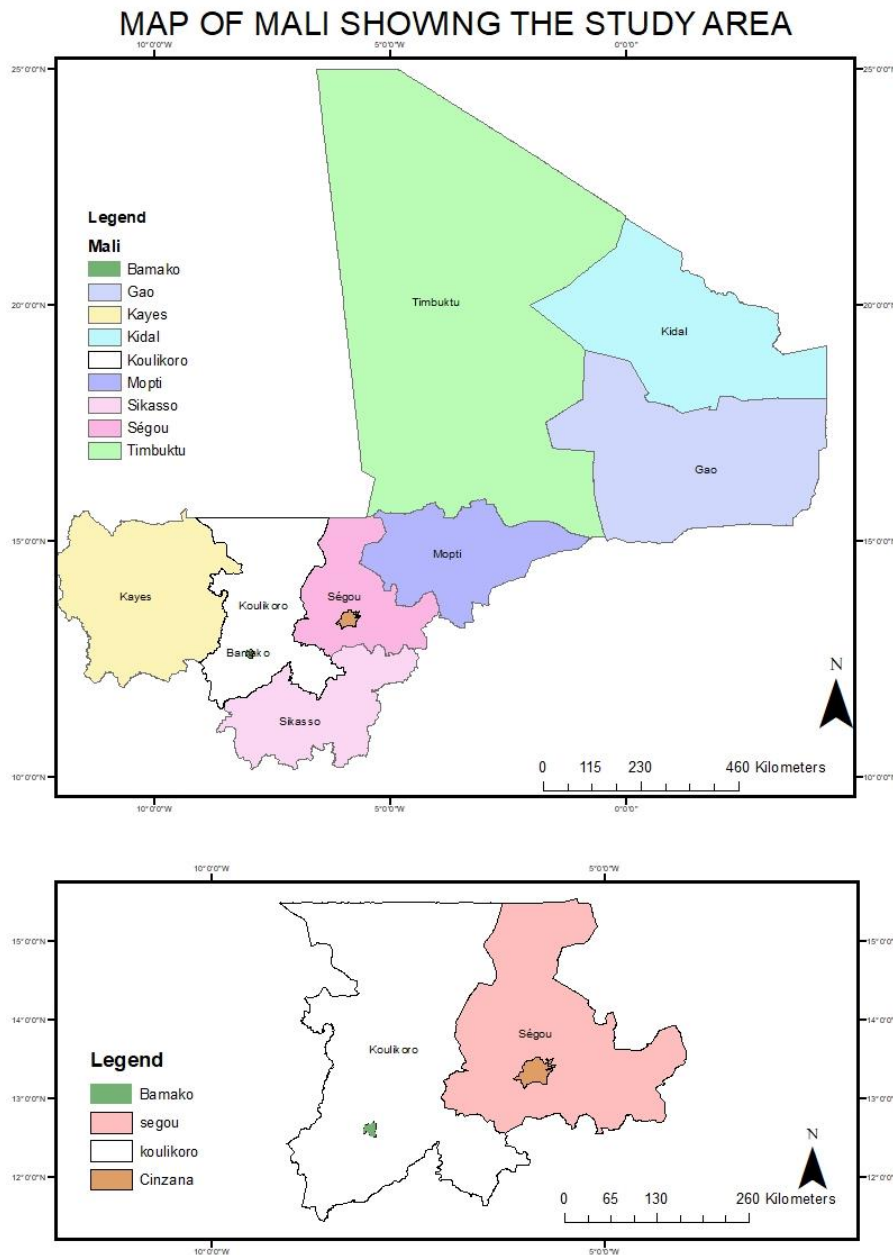 MAP OF MALI SHOWING THE STUDY AREA
10°0'0"W 5°0'0"W 0°0'0"
25°0'0"N 25°0'0"N
Legend
Mali
Bamako
Gao
Kayes
Kidal
Koulikoro
Mopti
Sikasso
Ségou
Timbuktu
Timbuktu
20°0'0"N 20°0'0"N
Kidal
Gao
15°0'0"N 15°0'0"N
Mopti
Kayes
Ségou
Koulikoro
Bamako
Sikasso
N
0 115 230 460 Kilometers
10°0'0"N 10°0'0"N
10°0'0"W 5°0'0"W 0°0'0"
10°0'0"W 5°0'0"W
15°0'0"N 15°0'0"N
14°0'0"N 14°0'0"N
Ségou
Koulikoro
Legend
Bamako
segou
koulikoro
Cinzana
13°0'0"N 13°0'0"N
N
12°0'0"N 12°0'0"N
0 65 130 260 Kilometers
10°0'0"W 5°0'0"W